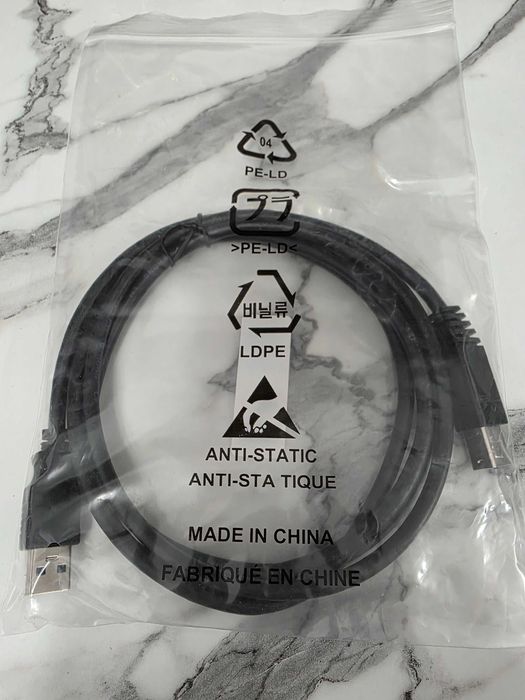 04
PE-LD
プラ
>PE-LD<
비닐류
LDPE
ANTI-STATIC
ANTI-STA TIQUE
MADE IN CHINA
FABRIQUÉ EN CHINE